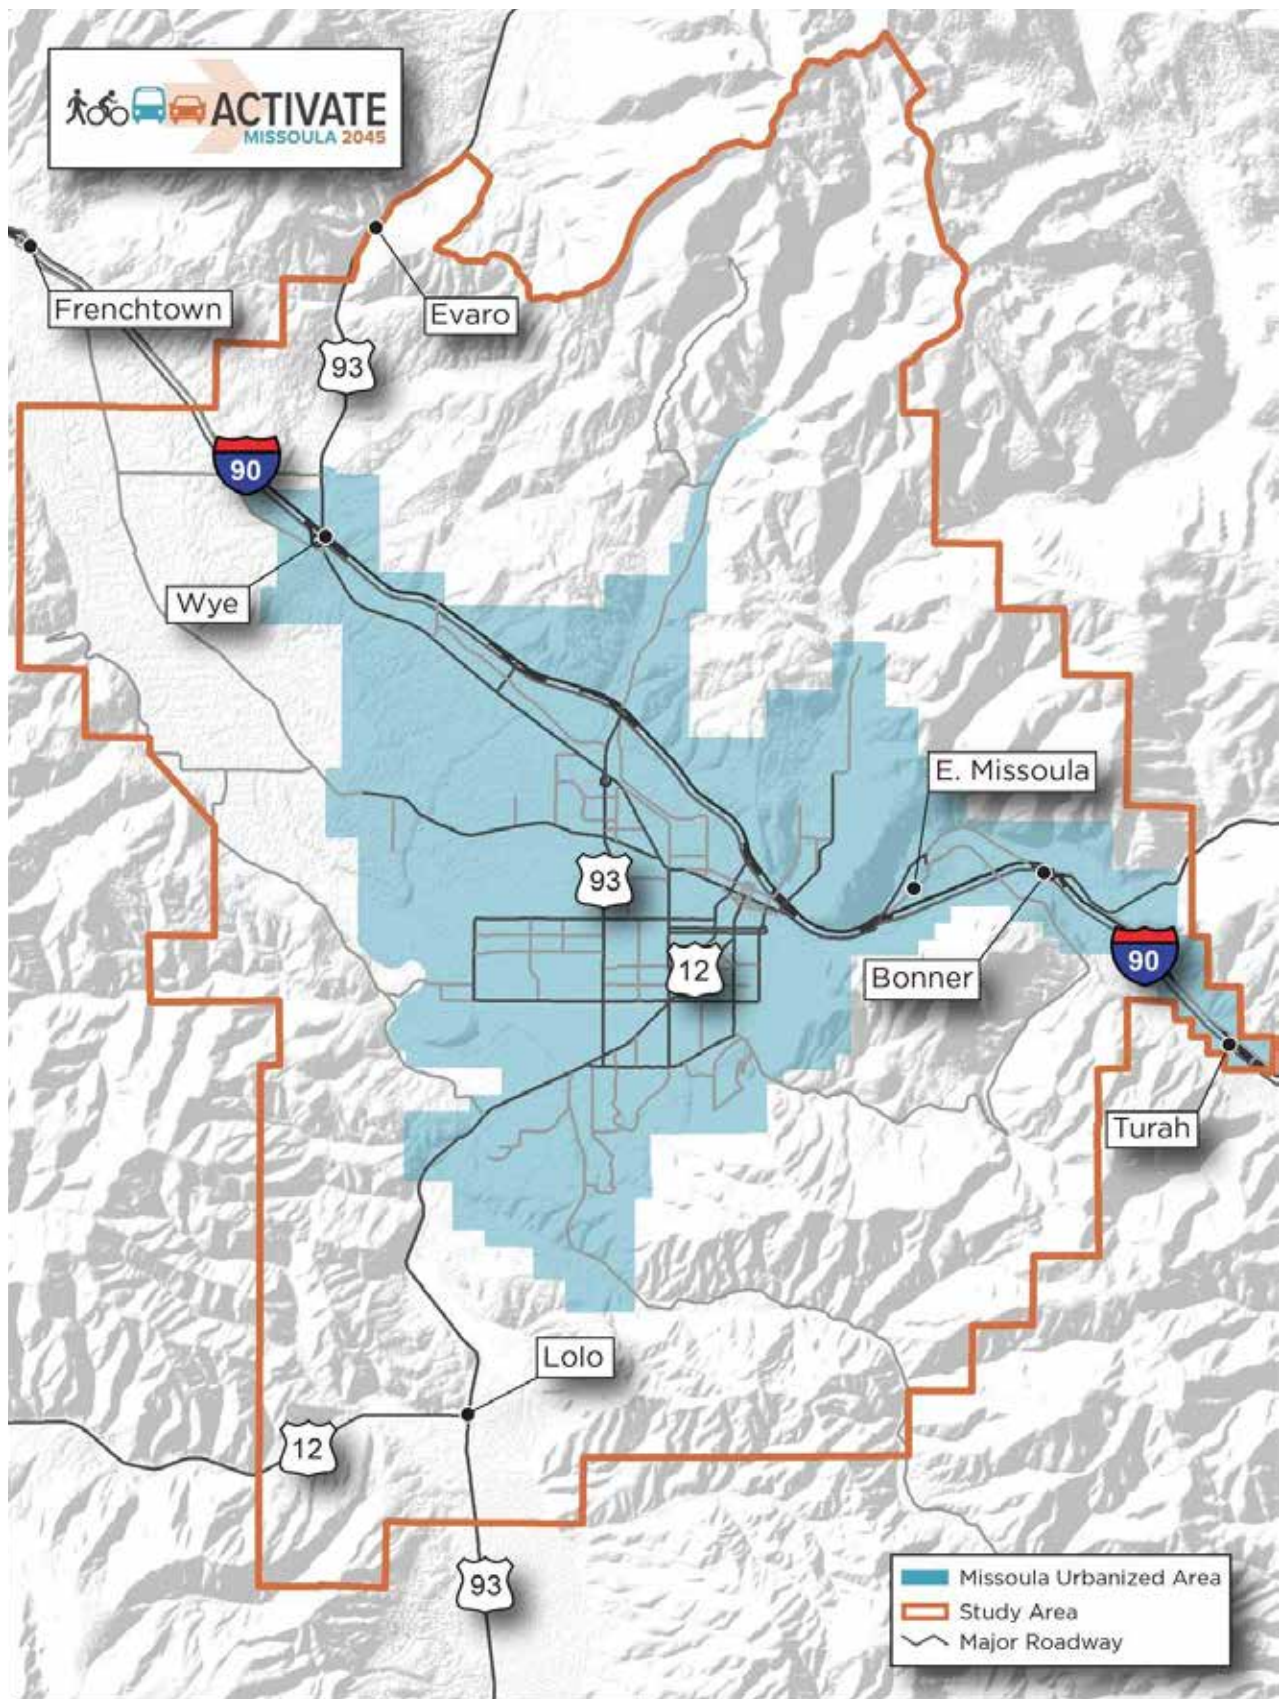 ACTIVATE
MISSOULA 2045
Frenchtown
Evaro
93
90
Wye
E. Missoula
93
12
Bonner
90
Turah
Lolo
12
93
Missoula Urbanized Area
Study Area
Major Roadway